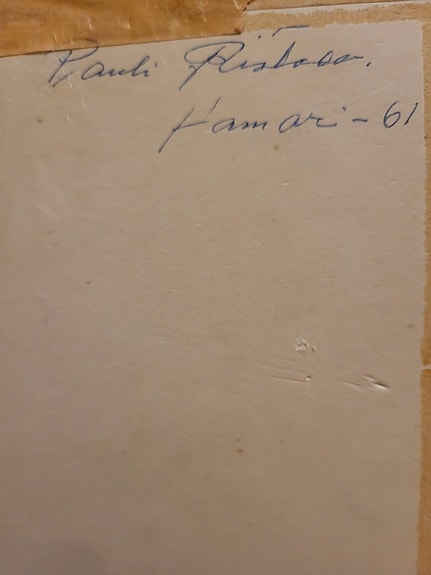 Pauli Ristola.
Hamari - 61